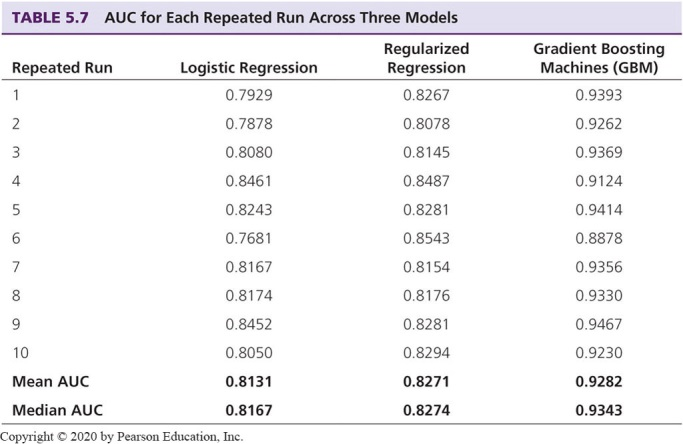 TABLE 5.7 AUC for Each Repeated Run Across Three Models
Repeated Run Logistic Regression Regularized Regression Gradient Boosting Machines (GBM)
1 0.7929 0.8267 0.9393
2 0.7878 0.8078 0.9262
3 0.8080 0.8145 0.9369
4 0.8461 0.8487 0.9124
5 0.8243 0.8281 0.9414
6 0.7681 0.8543 0.8878
7 0.8167 0.8154 0.9356
8 0.8174 0.8176 0.9330
9 0.8452 0.8281 0.9467
10 0.8050 0.8294 0.9230
Mean AUC 0.8131 0.8271 0.9282
Median AUC 0.8167 0.8274 0.9343
Copyright © 2020 by Pearson Education, Inc.